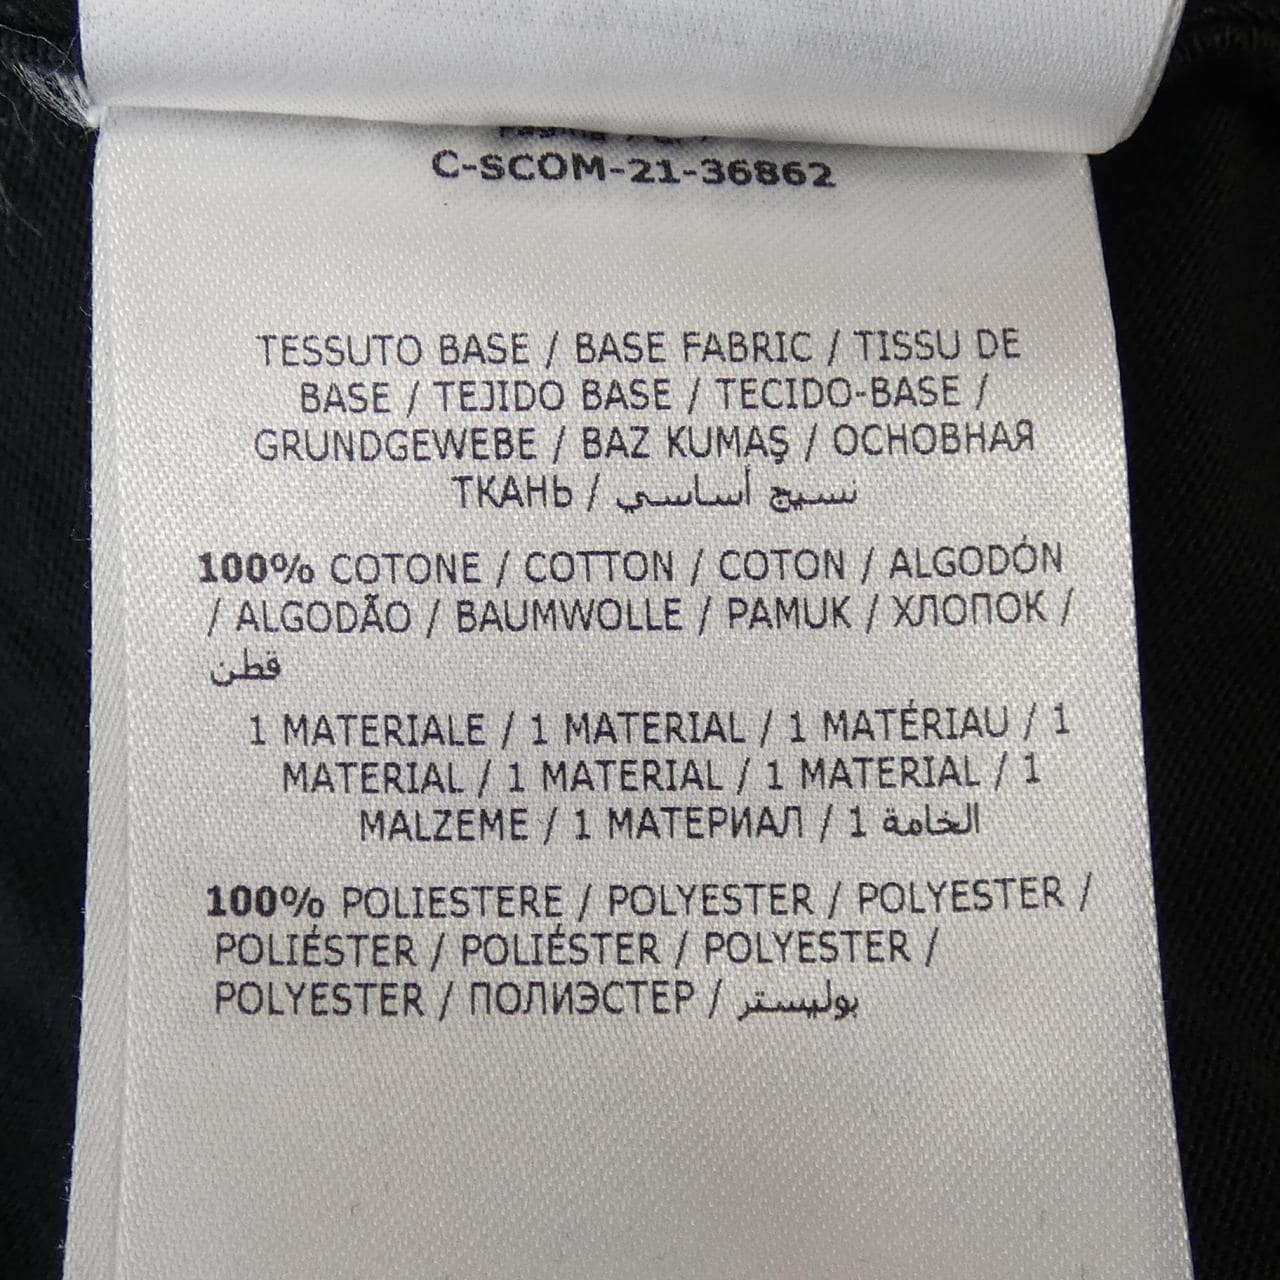 C-SCOM-21-36862
TESSUTO BASE / BASE FABRIC / TISSU DE
BASE / TEJIDO BASE / TECIDO-BASE /
GRUNDGEWEBE / BAZ KUMAŞ / ОСНОВНАЯ
ТКАНЬ / نسيج أساسي
100% COTONE / COTTON / COTON / ALGODÓN
/ ALGODÃO / BAUMWOLLE / PAMUK / ХЛОПОК /
قطن
1 MATERIALE / 1 MATERIAL / 1 MATÉRIAU / 1
MATERIAL / 1 MATERIAL / 1 MATERIAL / 1
MALZEME / 1 МАТЕРИАЛ / 1 الخامة
100% POLIESTERE / POLYESTER / POLYESTER /
POLIÉSTER / POLIÉSTER / POLYESTER /
POLYESTER / ПОЛИЭСТЕР / بوليستر